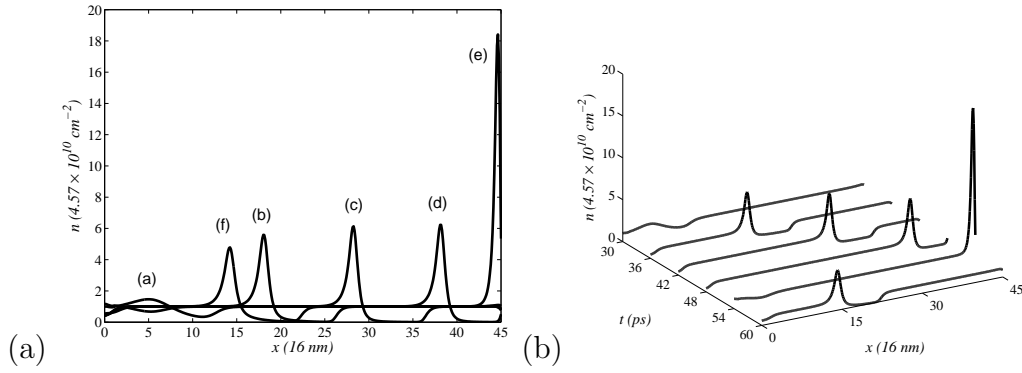 20
18
16
14
12
10
8
6
4
2
0
n (4.57 × 10^10 cm^-2)
(a)
(f)
(b)
(c)
(d)
(e)
0 5 10 15 20 25 30 35 40 45
x (16 nm)
(a)
20
15
10
5
0
n (4.57 × 10^10 cm^-2)
30
36
42
48
54
60
t (ps)
0
15
30
45
x (16 nm)
(b)